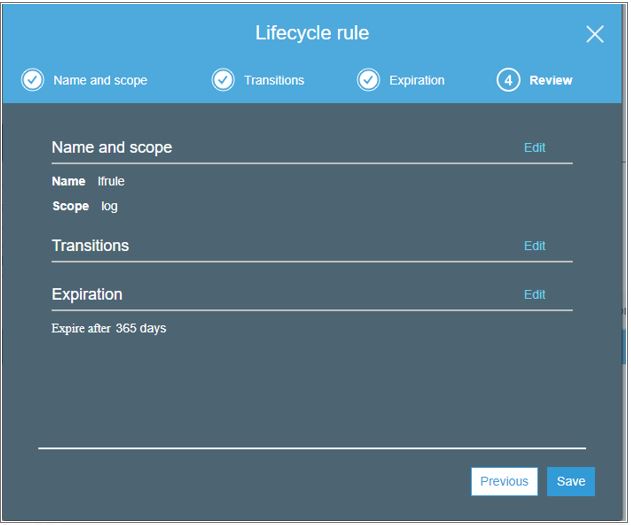 Lifecycle rule
Name and scope Transitions Expiration 4 Review
Name and scope Edit
Name lfrule
Scope log
Transitions Edit
Expiration Edit
Expire after 365 days
Previous Save